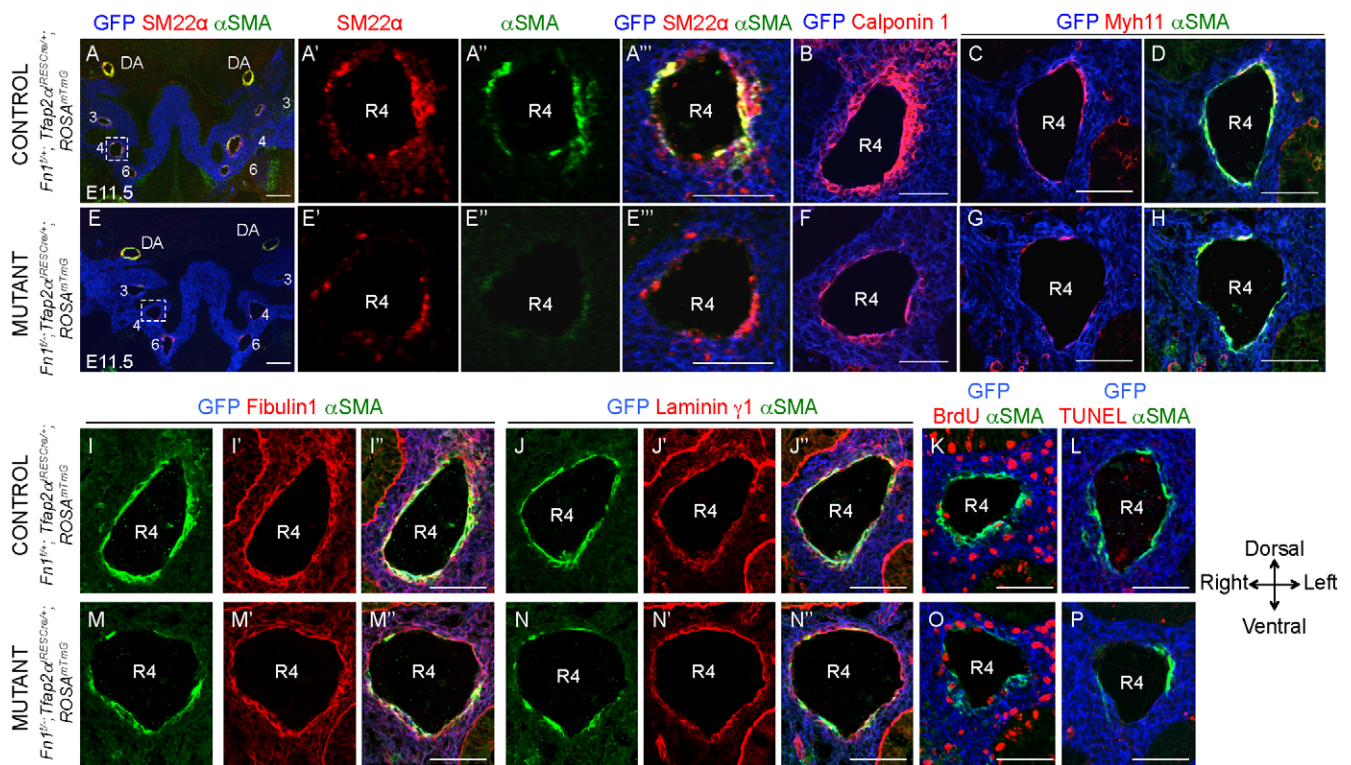 GFP SM22α αSMA
SM22α
αSMA
GFP SM22α αSMA
GFP Calponin 1
GFP Myh11 αSMA
CONTROL
Fn1f/+; Tfap2αIRESCre/+;
ROSAmTmG
A
DA
DA
3
3
4
4
6
6
E11.5
A'
R4
A''
R4
A'''
R4
B
R4
C
R4
D
R4
MUTANT
Fn1f/-; Tfap2αIRESCre/+;
ROSAmTmG
E
DA
DA
3
3
4
4
6
6
E11.5
E'
R4
E''
R4
E'''
R4
F
R4
G
R4
H
R4
GFP Fibulin1 αSMA
GFP Laminin γ1 αSMA
GFP
BrdU αSMA
GFP
TUNEL αSMA
CONTROL
Fn1f/+; Tfap2αIRESCre/+;
ROSAmTmG
I
R4
I'
R4
I''
R4
J
R4
J'
R4
J''
R4
K
R4
L
R4
MUTANT
Fn1f/-; Tfap2αIRESCre/+;
ROSAmTmG
M
R4
M'
R4
M''
R4
N
R4
N'
R4
N''
R4
O
R4
P
R4
Dorsal
Right
Left
Ventral